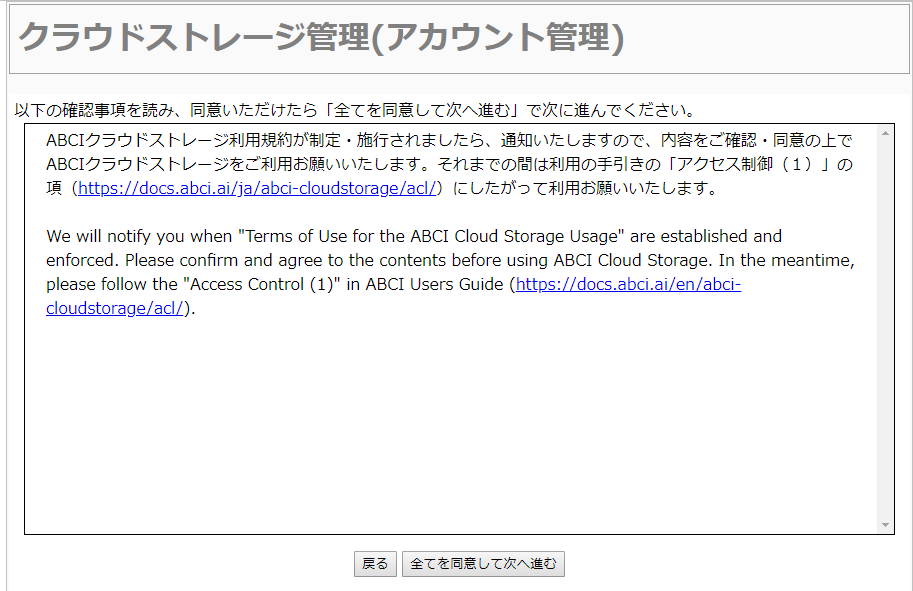 クラウドストレージ管理(アカウント管理)
以下の確認事項を読み、同意いただけたら「全てを同意して次へ進む」で次に進んでください。
ABCIクラウドストレージ利用規約が制定・施行されましたら、通知いたしますので、内容をご確認・同意の上で
ABCIクラウドストレージをご利用お願いいたします。それまでの間は利用の手引きの「アクセス制御（１）」の
項（https://docs.abci.ai/ja/abci-cloudstorage/acl/）にしたがって利用お願いいたします。
We will notify you when "Terms of Use for the ABCI Cloud Storage Usage" are established and
enforced. Please confirm and agree to the contents before using ABCI Cloud Storage. In the meantime,
please follow the "Access Control (1)" in ABCI Users Guide (https://docs.abci.ai/en/abci-
cloudstorage/acl/).
戻る 全てを同意して次へ進む